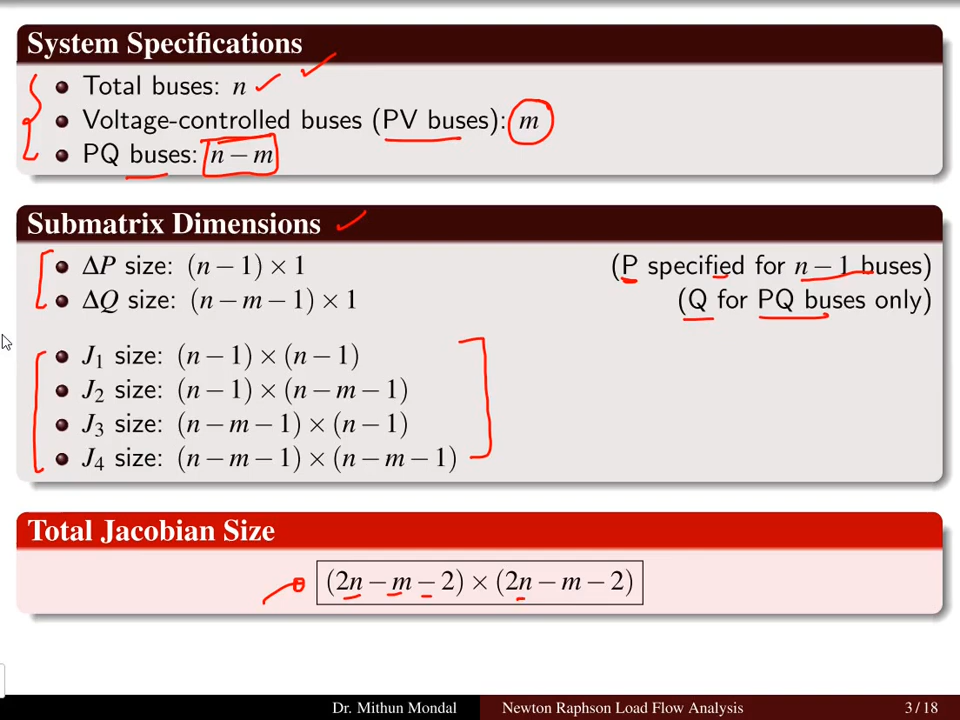 System Specifications
Total buses: n
Voltage-controlled buses (PV buses): m
PQ buses: n − m
Submatrix Dimensions
ΔP size: (n − 1) × 1 (P specified for n − 1 buses)
ΔQ size: (n − m − 1) × 1 (Q for PQ buses only)
J₁ size: (n − 1) × (n − 1)
J₂ size: (n − 1) × (n − m − 1)
J₃ size: (n − m − 1) × (n − 1)
J₄ size: (n − m − 1) × (n − m − 1)
Total Jacobian Size
(2n − m − 2) × (2n − m − 2)
Dr. Mithun Mondal Newton Raphson Load Flow Analysis 3 / 18